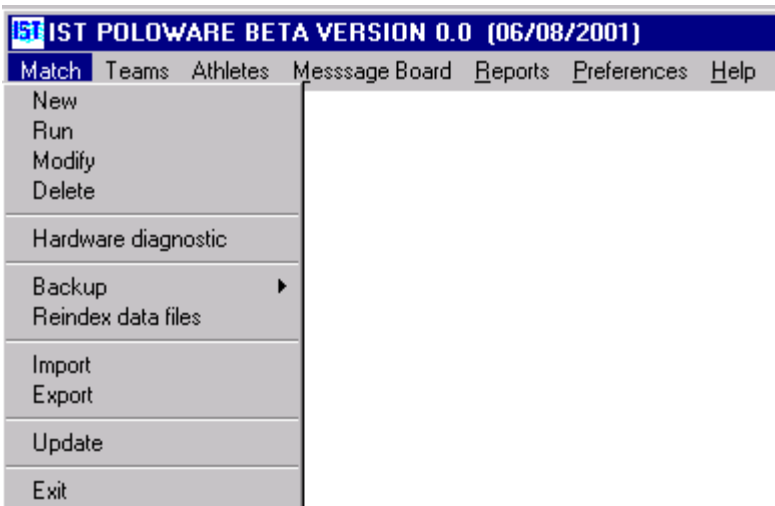 IST IST POLOWARE BETA VERSION 0.0 (06/08/2001)
Match Teams Athletes Messsage Board Reports Preferences Help
New
Run
Modify
Delete
Hardware diagnostic
Backup
Reindex data files
Import
Export
Update
Exit